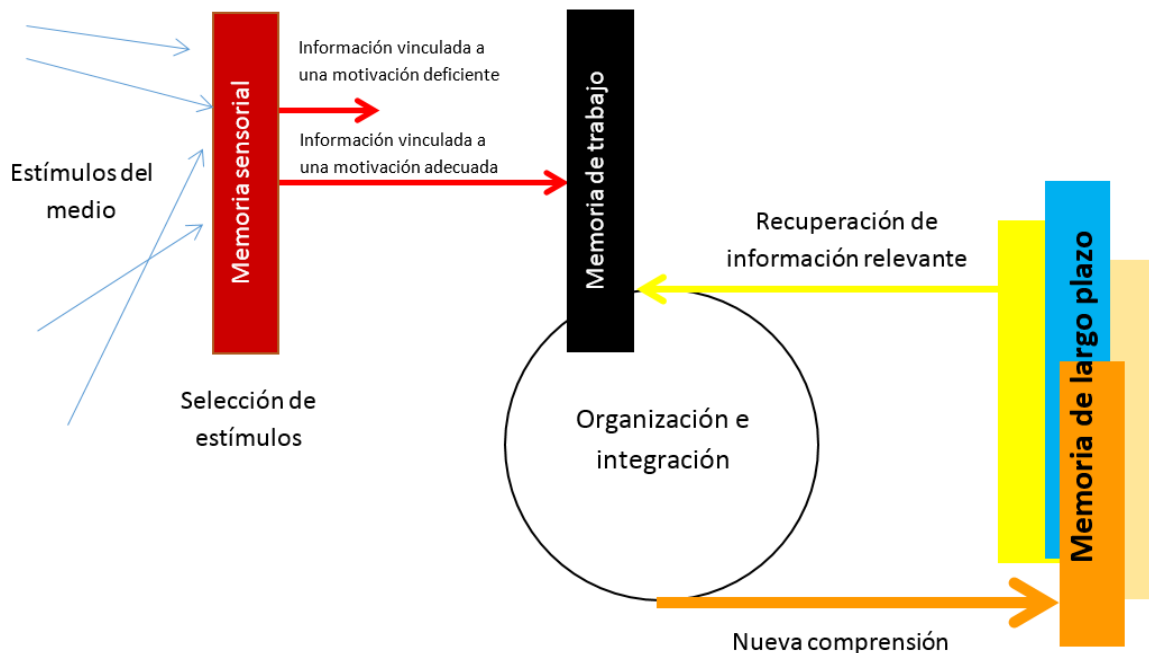 Información vinculada a
una motivación deficiente
Información vinculada a
una motivación adecuada
Estímulos del
medio
Memoria sensorial
Selección de
estímulos
Memoria de trabajo
Recuperación de
información relevante
Organización e
integración
Memoria de largo plazo
Nueva comprensión